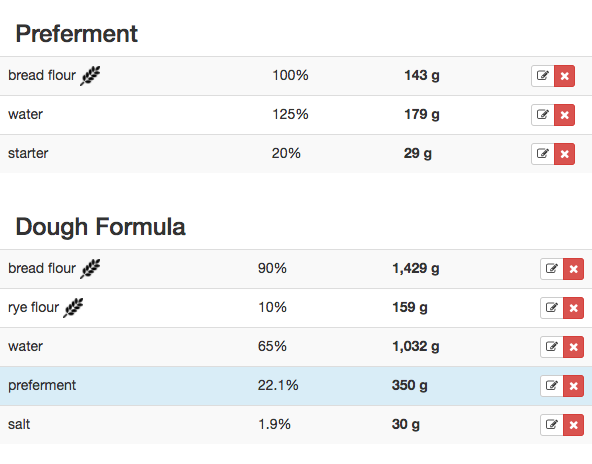 Preferment
bread flour 100% 143 g
water 125% 179 g
starter 20% 29 g
Dough Formula
bread flour 90% 1,429 g
rye flour 10% 159 g
water 65% 1,032 g
preferment 22.1% 350 g
salt 1.9% 30 g